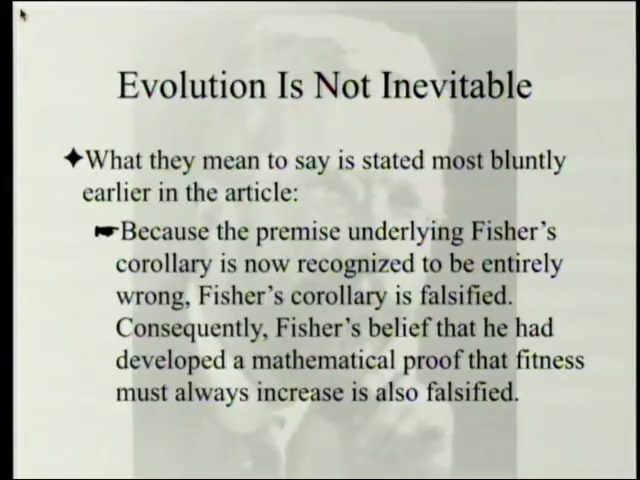 Evolution Is Not Inevitable
What they mean to say is stated most bluntly
earlier in the article:
Because the premise underlying Fisher's
corollary is now recognized to be entirely
wrong, Fisher's corollary is falsified.
Consequently, Fisher's belief that he had
developed a mathematical proof that fitness
must always increase is also falsified.